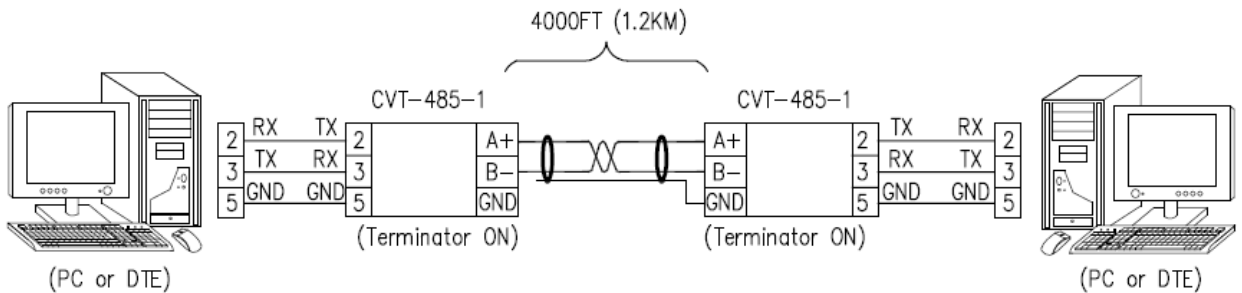 4000FT (1.2KM)
CVT-485-1
CVT-485-1
2 RX TX 2 A+ A+ 2 TX RX 2
3 TX RX 3 B- B- 3 RX TX 3
5 GND GND 5 GND GND 5 GND GND 5
(Terminator ON)
(Terminator ON)
(PC or DTE)
(PC or DTE)